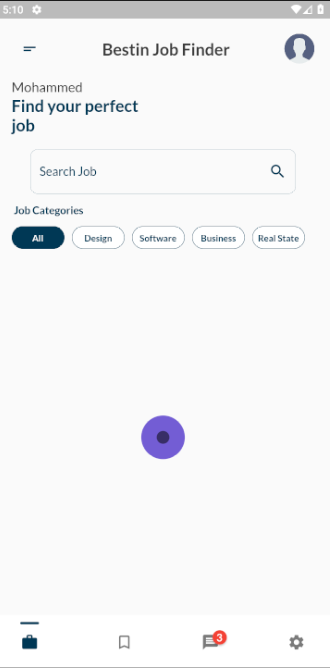 5:10
Bestin Job Finder
Mohammed
Find your perfect
job
Search Job
Job Categories
All Design Software Business Real State
3